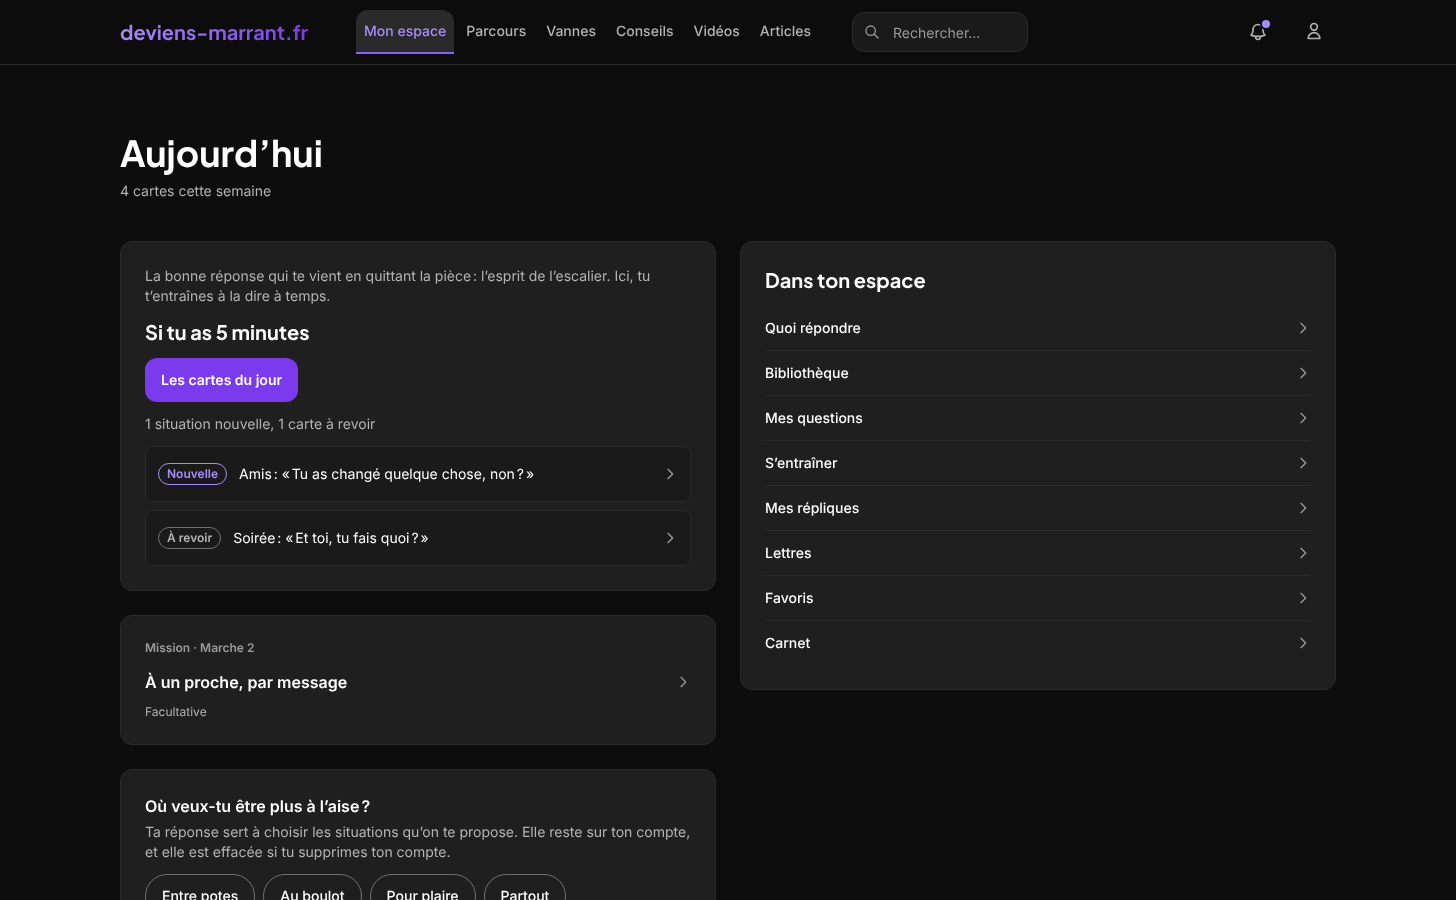 deviens-marrant.fr
Mon espace
Parcours
Vannes
Conseils
Vidéos
Articles
Rechercher...
Aujourd’hui
4 cartes cette semaine
La bonne réponse qui te vient en quittant la pièce : l’esprit de l’escalier. Ici, tu
t’entraînes à la dire à temps.
Si tu as 5 minutes
Les cartes du jour
1 situation nouvelle, 1 carte à revoir
Nouvelle
Amis : « Tu as changé quelque chose, non ? »
À revoir
Soirée : « Et toi, tu fais quoi ? »
Mission · Marche 2
À un proche, par message
Facultative
Où veux-tu être plus à l’aise ?
Ta réponse sert à choisir les situations qu’on te propose. Elle reste sur ton compte,
et elle est effacée si tu supprimes ton compte.
Entre potes
Au boulot
Pour plaire
Partout
Dans ton espace
Quoi répondre
Bibliothèque
Mes questions
S’entraîner
Mes répliques
Lettres
Favoris
Carnet